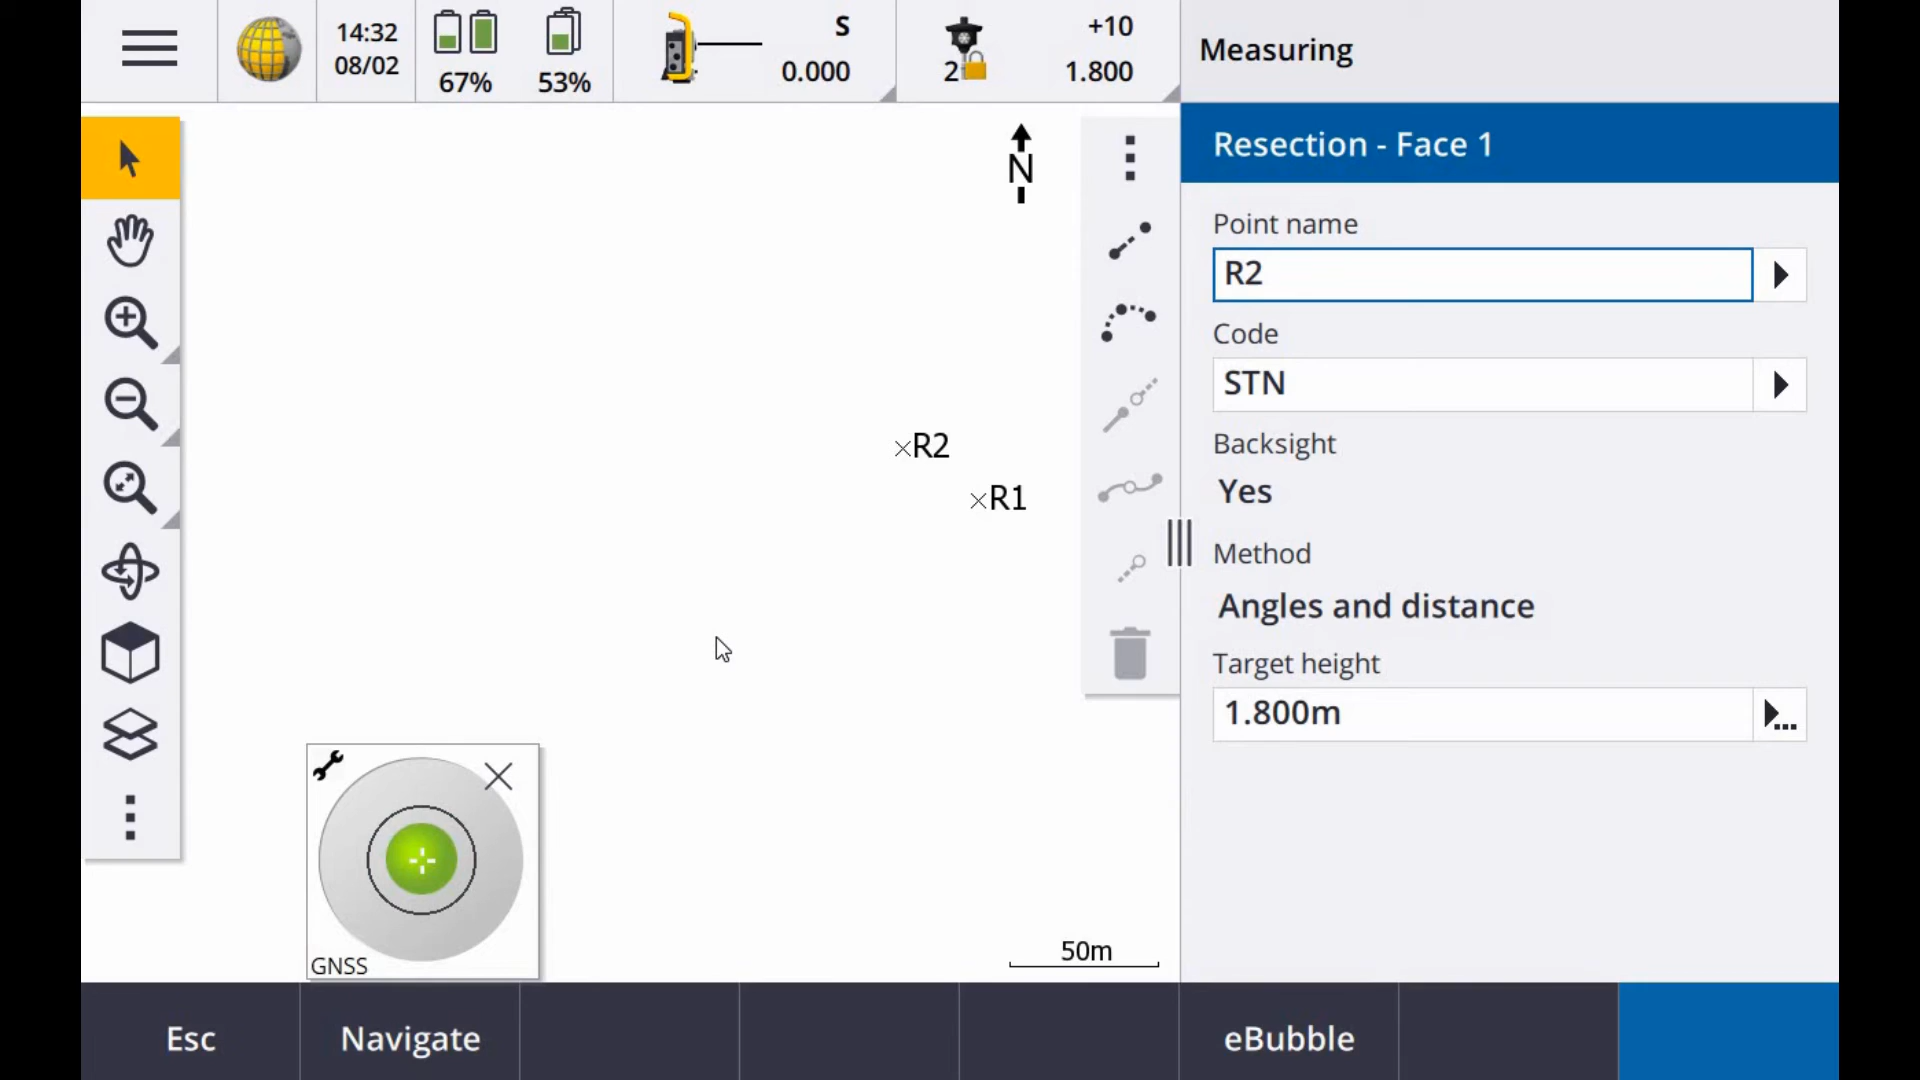 14:32
08/02
67%
53%
S
0.000
2
+10
1.800
Measuring
Resection - Face 1
Point name
R2
Code
STN
Backsight
Yes
Method
Angles and distance
Target height
1.800m
N
R2
R1
GNSS
50m
Esc
Navigate
eBubble